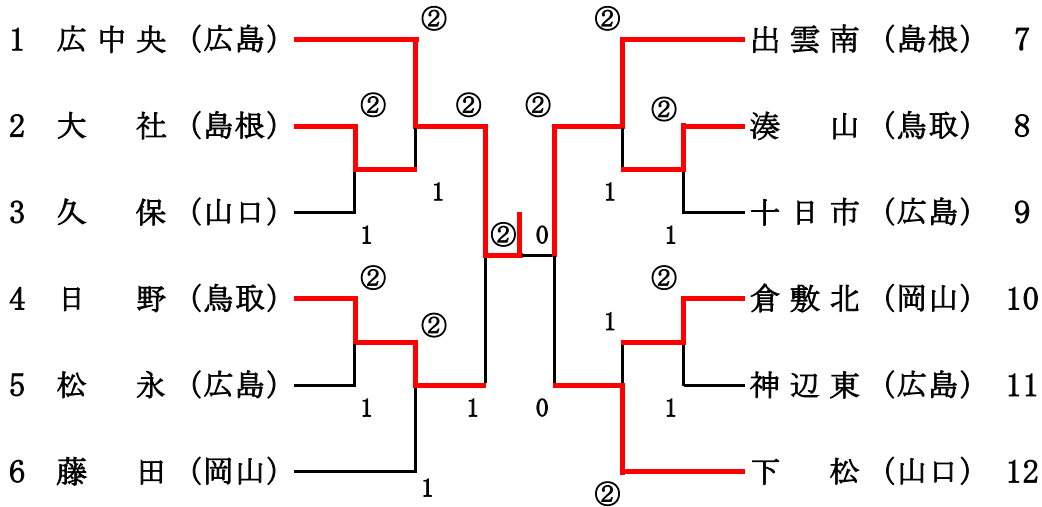 ② ②
1 広中央 (広島) 出雲南 (島根) 7
② ② ② ②
2 大社 (島根) 湊山 (鳥取) 8
1 1
3 久保 (山口) 十日市 (広島) 9
1 ② 0 1
② ②
4 日野 (鳥取) 倉敷北 (岡山) 10
② 1
5 松永 (広島) 神辺東 (広島) 11
1 1 0 1
6 藤田 (岡山) 下松 (山口) 12
1 ②